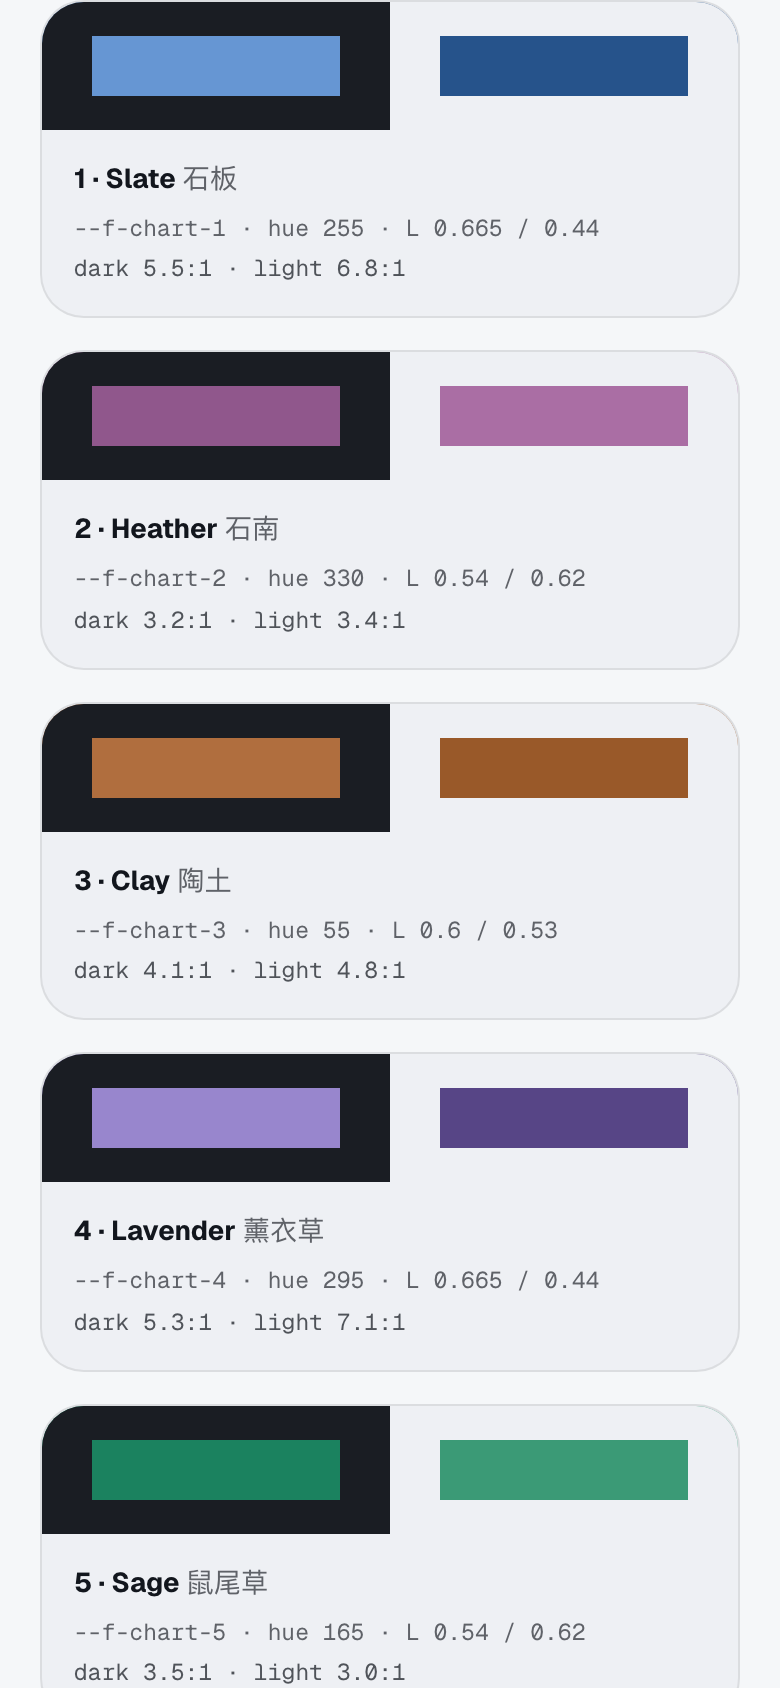 1 · Slate 石板
--f-chart-1 · hue 255 · L 0.665 / 0.44
dark 5.5:1 · light 6.8:1
2 · Heather 石南
--f-chart-2 · hue 330 · L 0.54 / 0.62
dark 3.2:1 · light 3.4:1
3 · Clay 陶土
--f-chart-3 · hue 55 · L 0.6 / 0.53
dark 4.1:1 · light 4.8:1
4 · Lavender 薰衣草
--f-chart-4 · hue 295 · L 0.665 / 0.44
dark 5.3:1 · light 7.1:1
5 · Sage 鼠尾草
--f-chart-5 · hue 165 · L 0.54 / 0.62
dark 3.5:1 · light 3.0:1